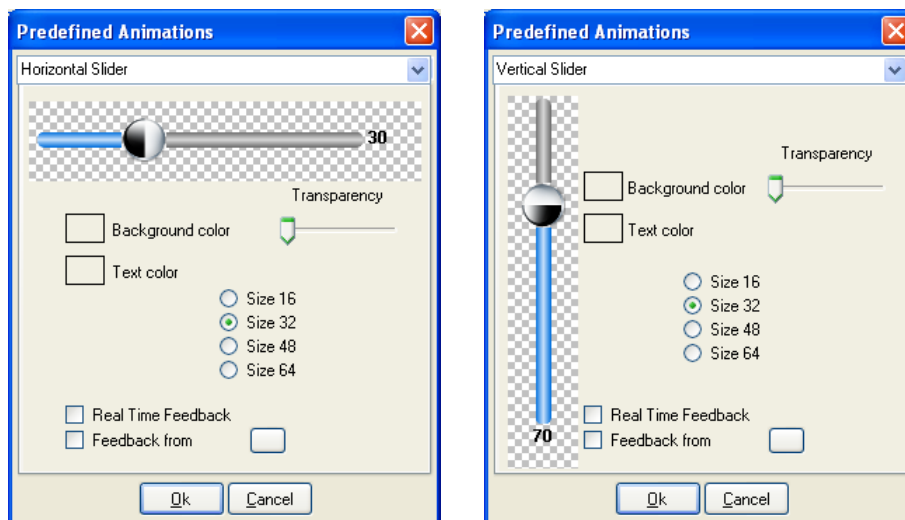 Predefined Animations
Horizontal Slider
30
Transparency
Background color
Text color
Size 16
Size 32
Size 48
Size 64
Real Time Feedback
Feedback from
Ok
Cancel
Predefined Animations
Vertical Slider
Transparency
Background color
Text color
Size 16
Size 32
Size 48
Size 64
Real Time Feedback
70
Feedback from
Ok
Cancel